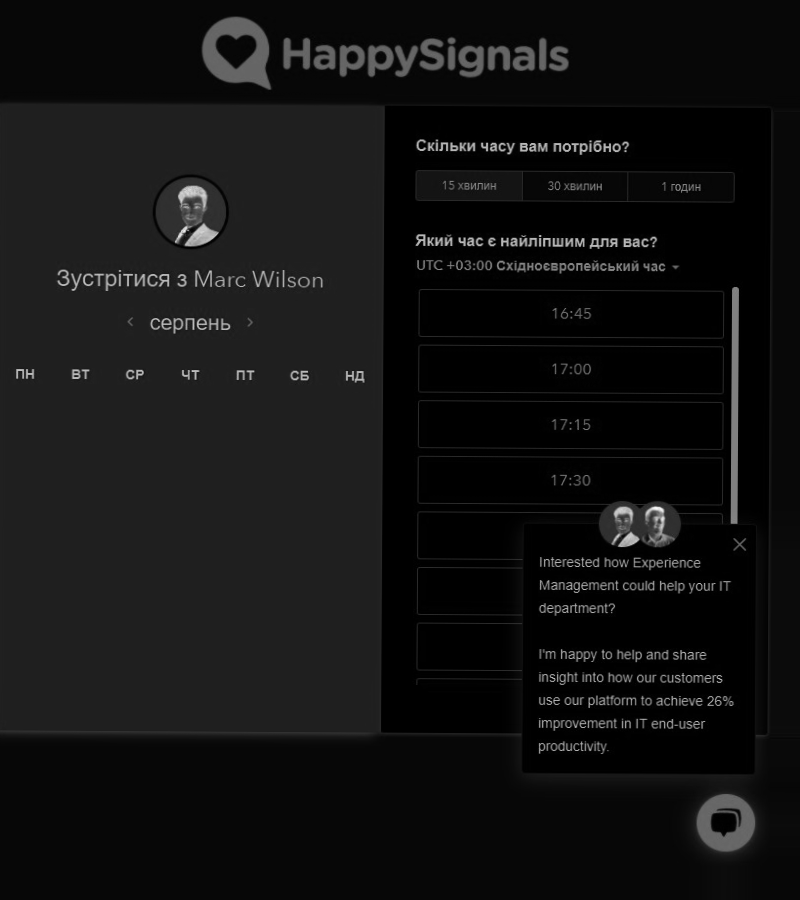 HappySignals
Зустрітися з Marc Wilson
серпень
ПН ВТ СР ЧТ ПТ СБ НД
Скільки часу вам потрібно?
15 хвилин 30 хвилин 1 годин
Який час є найліпшим для вас?
UTC +03:00 Східноєвропейський час
16:45
17:00
17:15
17:30
Interested how Experience
Management could help your IT
department?
I'm happy to help and share
insight into how our customers
use our platform to achieve 26%
improvement in IT end-user
productivity.